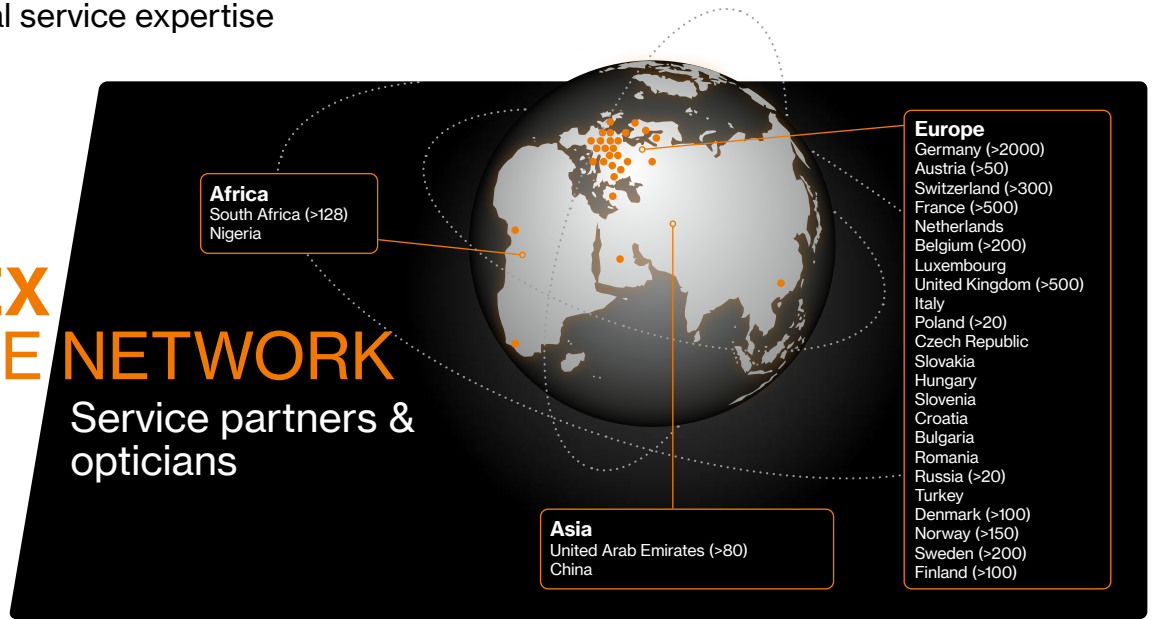 al service expertise
Africa
South Africa (>128)
Nigeria
EX
E NETWORK
Service partners &
opticians
Europe
Germany (>2000)
Austria (>50)
Switzerland (>300)
France (>500)
Netherlands
Belgium (>200)
Luxembourg
United Kingdom (>500)
Italy
Poland (>20)
Czech Republic
Slovakia
Hungary
Slovenia
Croatia
Bulgaria
Romania
Russia (>20)
Turkey
Denmark (>100)
Norway (>150)
Sweden (>200)
Finland (>100)
Asia
United Arab Emirates (>80)
China